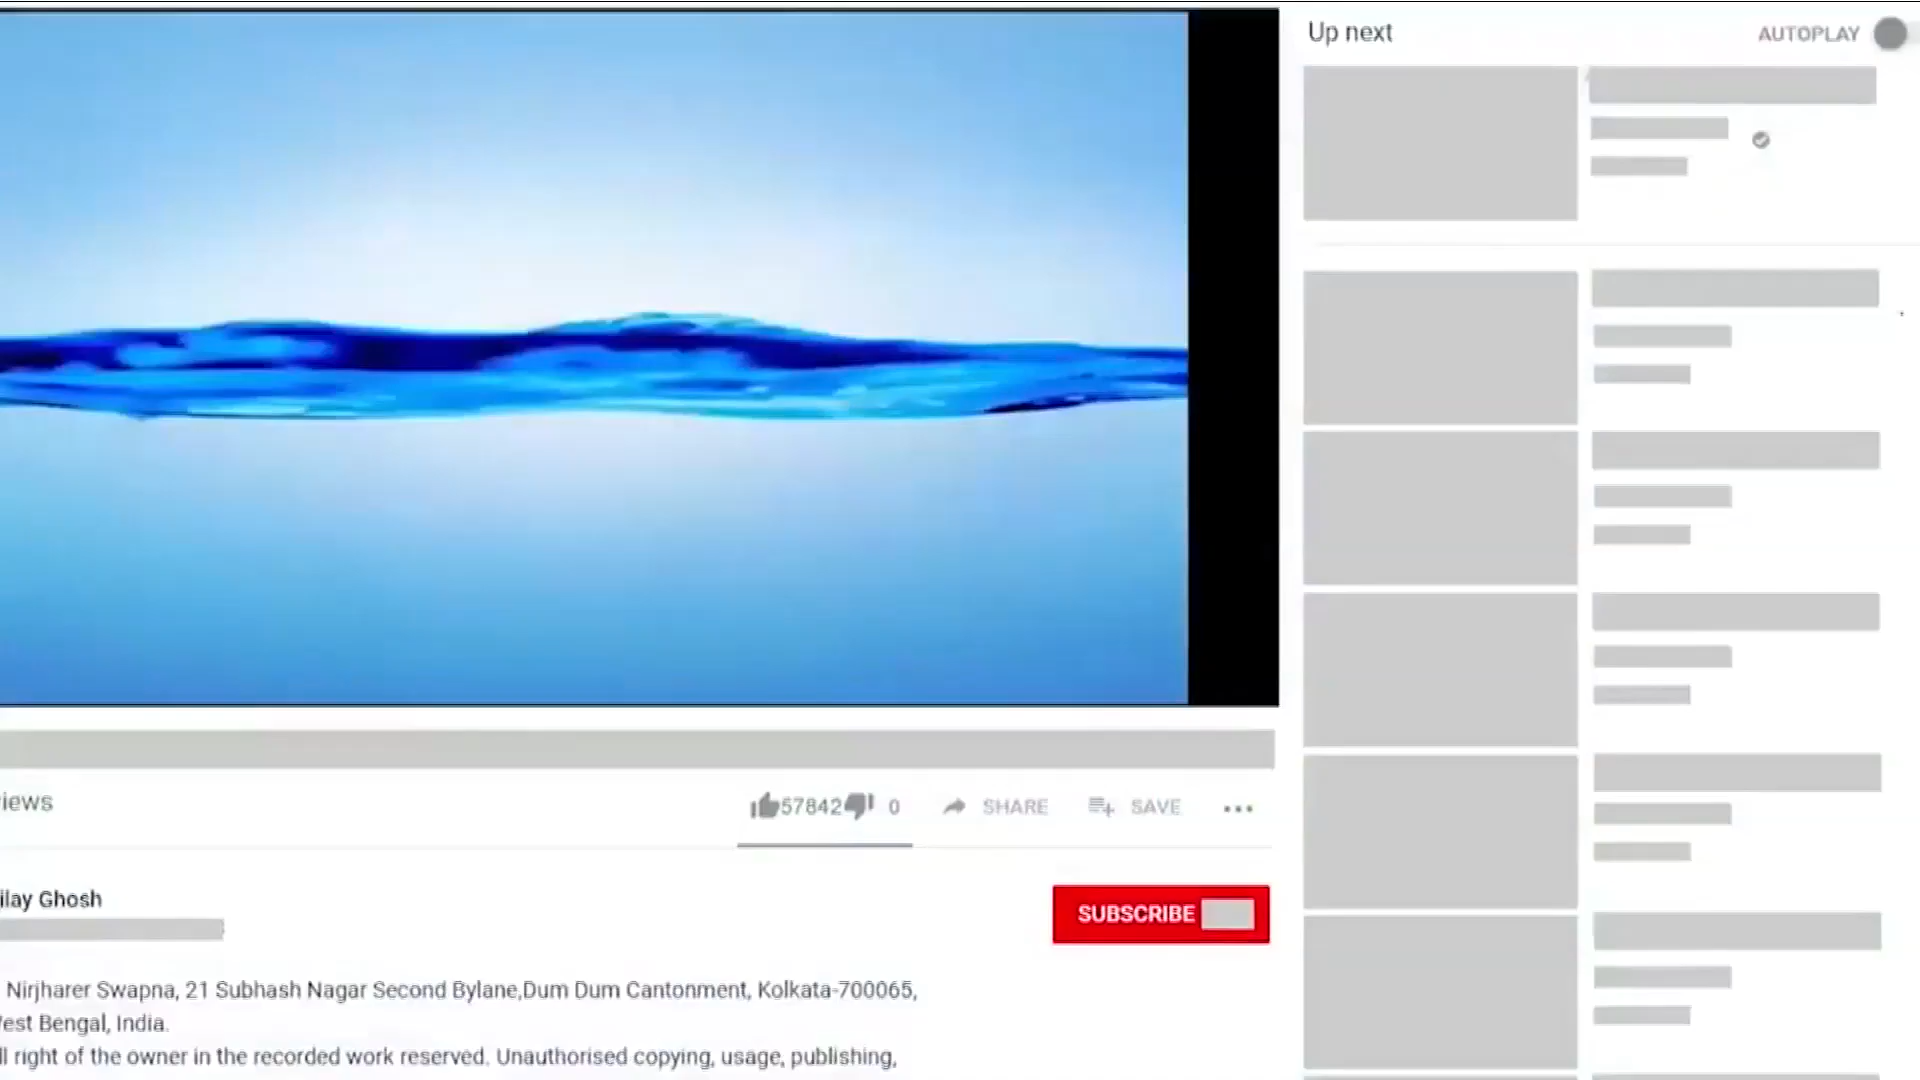 Up next
AUTOPLAY
iews
57842 0 SHARE SAVE
ilay Ghosh
SUBSCRIBE
Nirjharer Swapna, 21 Subhash Nagar Second Bylane,Dum Dum Cantonment, Kolkata-700065,
est Bengal, India.
ll right of the owner in the recorded work reserved. Unauthorised copying, usage, publishing,